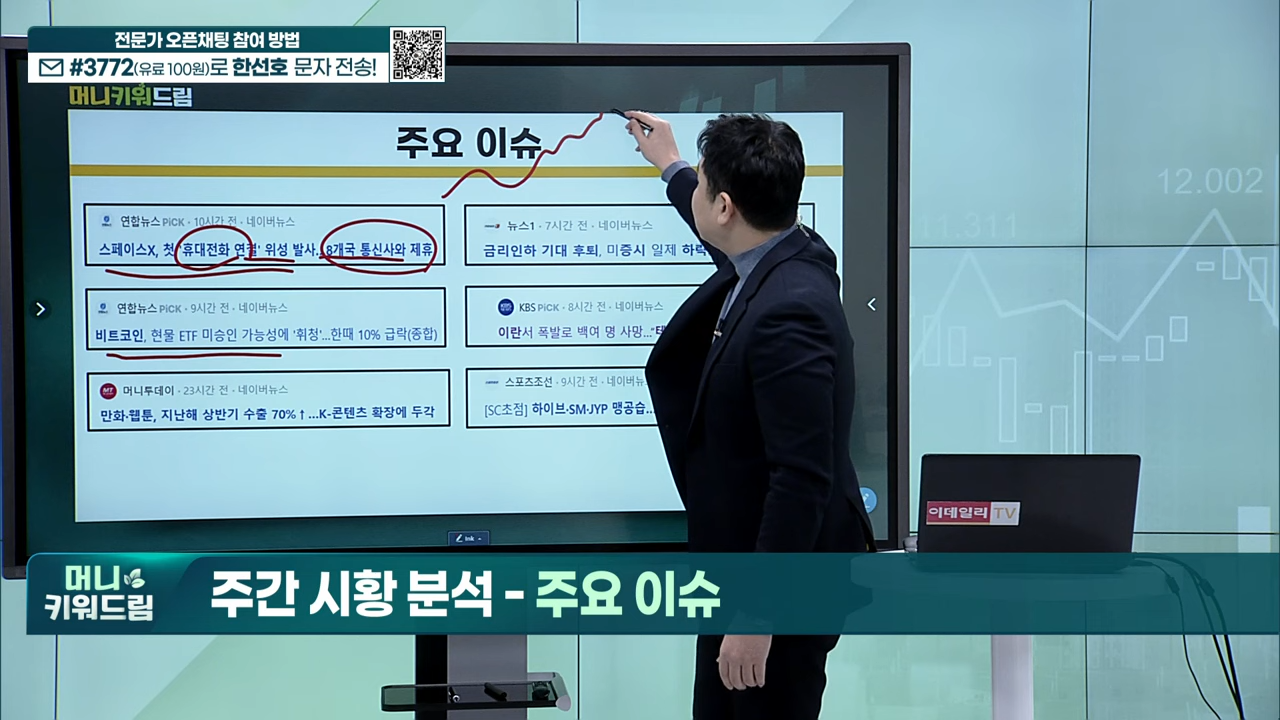 전문가 오픈채팅 참여 방법
#3772(유료 100원)로 한선호 문자 전송!
머니키워드림
주요 이슈
연합뉴스 PiCK · 10시간 전 · 네이버뉴스
스페이스X, 첫 '휴대전화 연결' 위성 발사...8개국 통신사와 제휴
연합뉴스 PiCK · 9시간 전 · 네이버뉴스
비트코인, 현물 ETF 미승인 가능성에 '휘청'...한때 10% 급락(종합)
MT 머니투데이 · 23시간 전 · 네이버뉴스
만화·웹툰, 지난해 상반기 수출 70%↑...K-콘텐츠 확장에 두각
뉴스1 · 7시간 전 · 네이버뉴스
금리인하 기대 후퇴, 미증시 일제 하락
KBS PiCK · 8시간 전 · 네이버뉴스
이란서 폭발로 백여 명 사망..."테
스포츠조선 · 9시간 전 · 네이버뉴스
[SC초점] 하이브·SM·JYP 맹공습...
Ink
12.002
11.311
이데일리TV
머니
키워드림
주간 시황 분석 - 주요 이슈